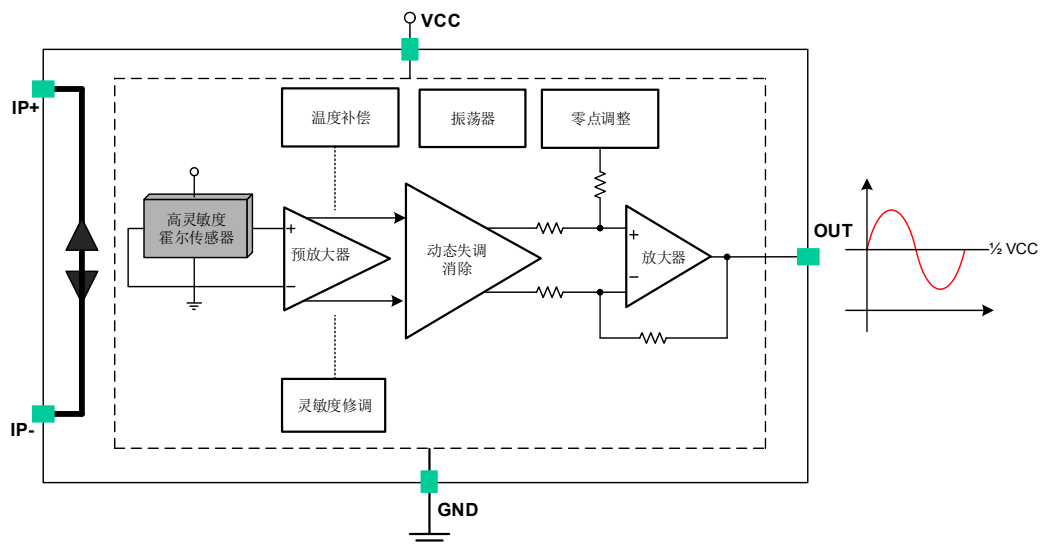 VCC
IP+
温度补偿
振荡器
零点调整
高灵敏度
霍尔传感器
+
−
预放大器
动态失调
消除
+
−
放大器
OUT
½ VCC
灵敏度修调
IP-
GND